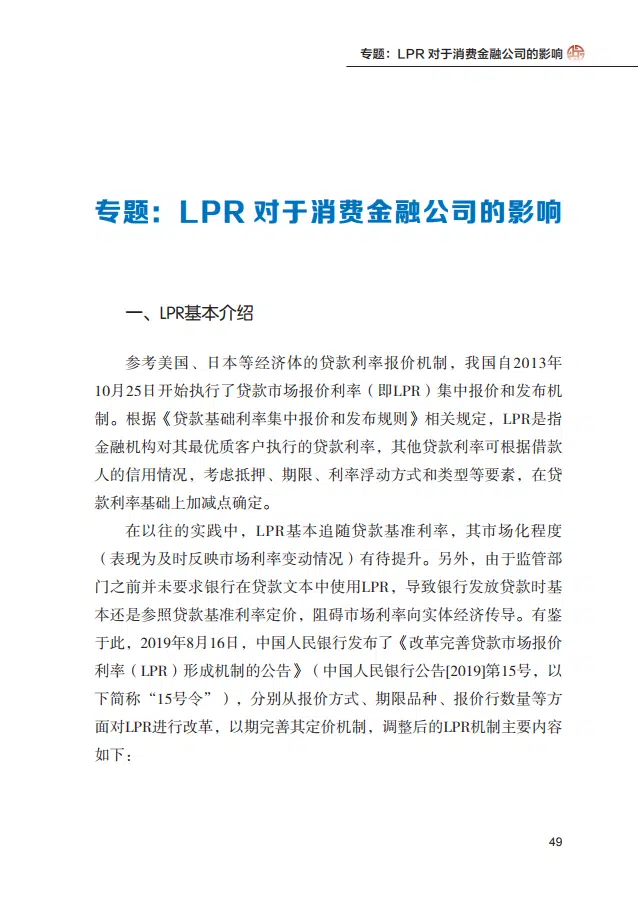 专题：LPR 对于消费金融公司的影响
专题：LPR 对于消费金融公司的影响
一、LPR基本介绍
参考美国、日本等经济体的贷款利率报价机制，我国自2013年
10月25日开始执行了贷款市场报价利率（即LPR）集中报价和发布机
制。根据《贷款基础利率集中报价和发布规则》相关规定，LPR是指
金融机构对其最优质客户执行的贷款利率，其他贷款利率可根据借款
人的信用情况，考虑抵押、期限、利率浮动方式和类型等要素，在贷
款利率基础上加减点确定。
在以往的实践中，LPR基本追随贷款基准利率，其市场化程度
（表现为及时反映市场利率变动情况）有待提升。另外，由于监管部
门之前并未要求银行在贷款文本中使用LPR，导致银行发放贷款时基
本还是参照贷款基准利率定价，阻碍市场利率向实体经济传导。有鉴
于此，2019年8月16日，中国人民银行发布了《改革完善贷款市场报价
利率（LPR）形成机制的公告》（中国人民银行公告[2019]第15号，以
下简称“15号令”），分别从报价方式、期限品种、报价行数量等方
面对LPR进行改革，以期完善其定价机制，调整后的LPR机制主要内容
如下：
49